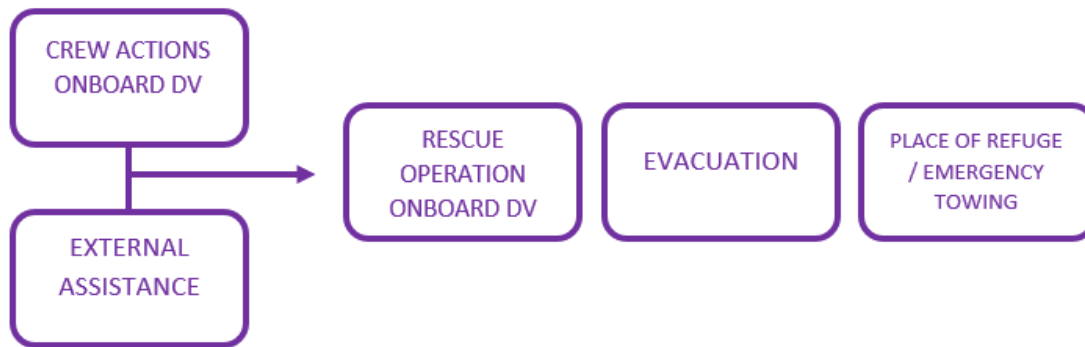 CREW ACTIONS
ONBOARD DV
EXTERNAL
ASSISTANCE
RESCUE
OPERATION
ONBOARD DV
EVACUATION
PLACE OF REFUGE
/ EMERGENCY
TOWING